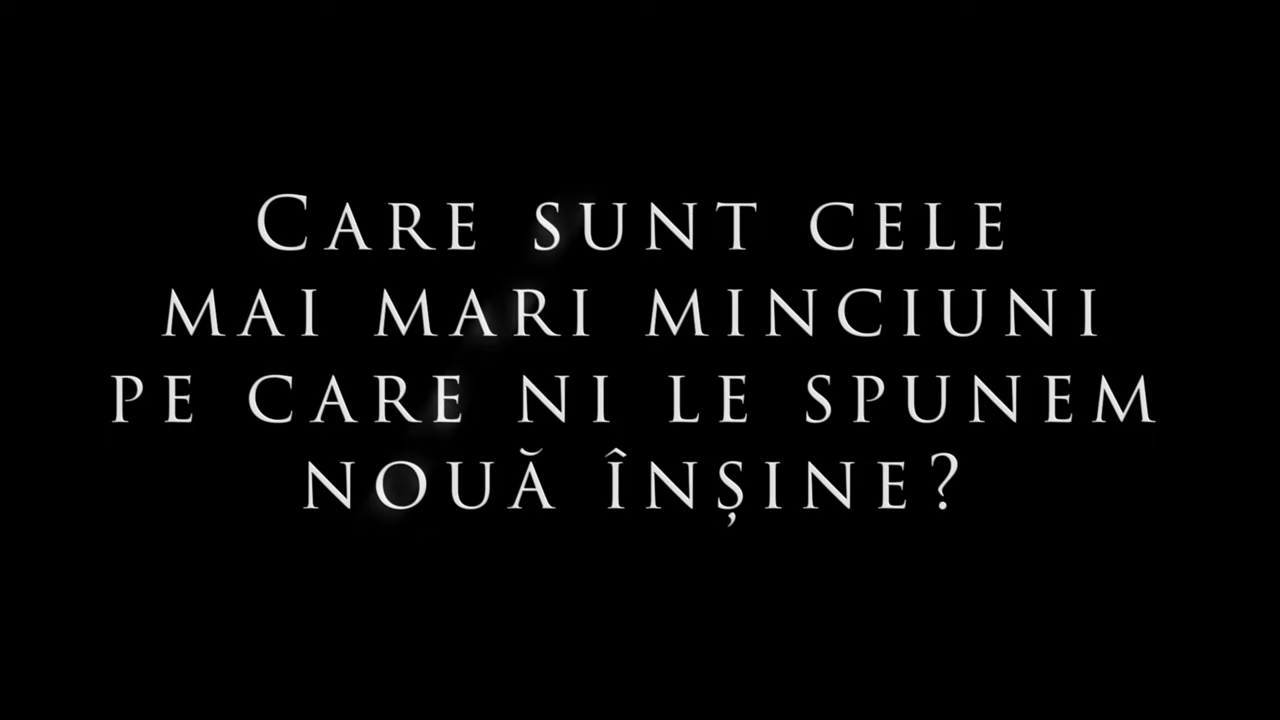 Care sunt cele
mai mari minciuni
pe care ni le spunem
nouă înșine?